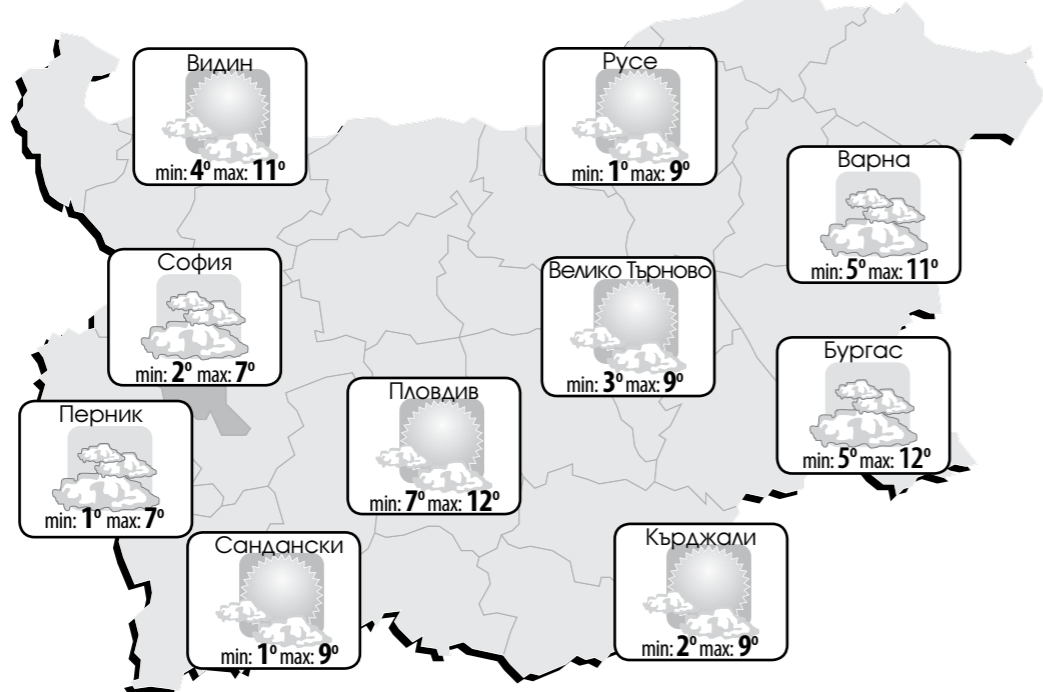 Видин
min: 4° max: 11°
Русе
min: 1° max: 9°
Варна
min: 5° max: 11°
София
min: 2° max: 7°
Велико Търново
min: 3° max: 9°
Бургас
min: 5° max: 12°
Пловдив
min: 7° max: 12°
Перник
min: 1° max: 7°
Сандански
min: 1° max: 9°
Кърджали
min: 2° max: 9°